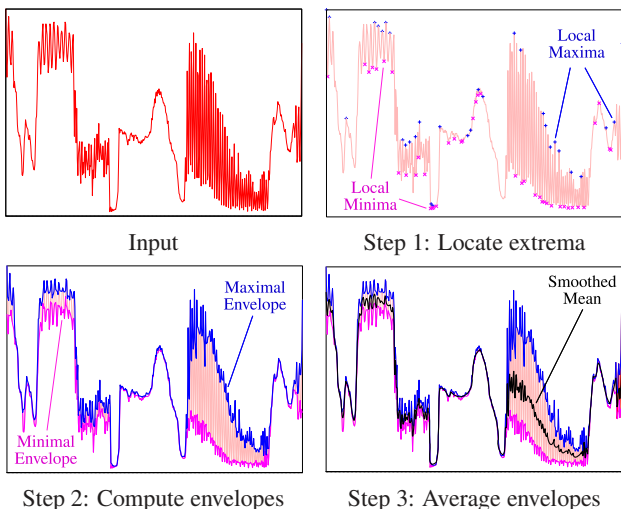 Local
Maxima
Local
Minima
Input
Step 1: Locate extrema
Maximal
Envelope
Minimal
Envelope
Smoothed
Mean
Step 2: Compute envelopes
Step 3: Average envelopes